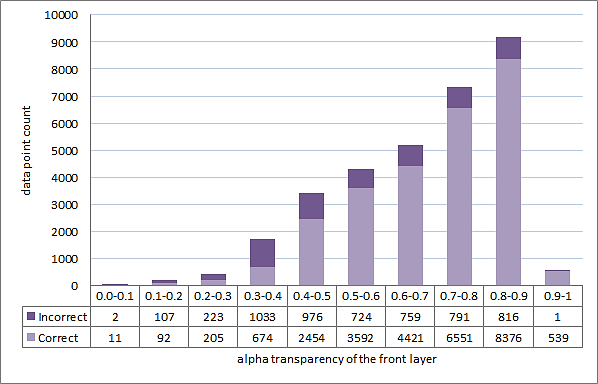 10000
9000
8000
7000
6000
5000
4000
3000
2000
1000
0
data point count
0.0-0.1 0.1-0.2 0.2-0.3 0.3-0.4 0.4-0.5 0.5-0.6 0.6-0.7 0.7-0.8 0.8-0.9 0.9-1
Incorrect 2 107 223 1033 976 724 759 791 816 1
Correct 11 92 205 674 2454 3592 4421 6551 8376 539
alpha transparency of the front layer